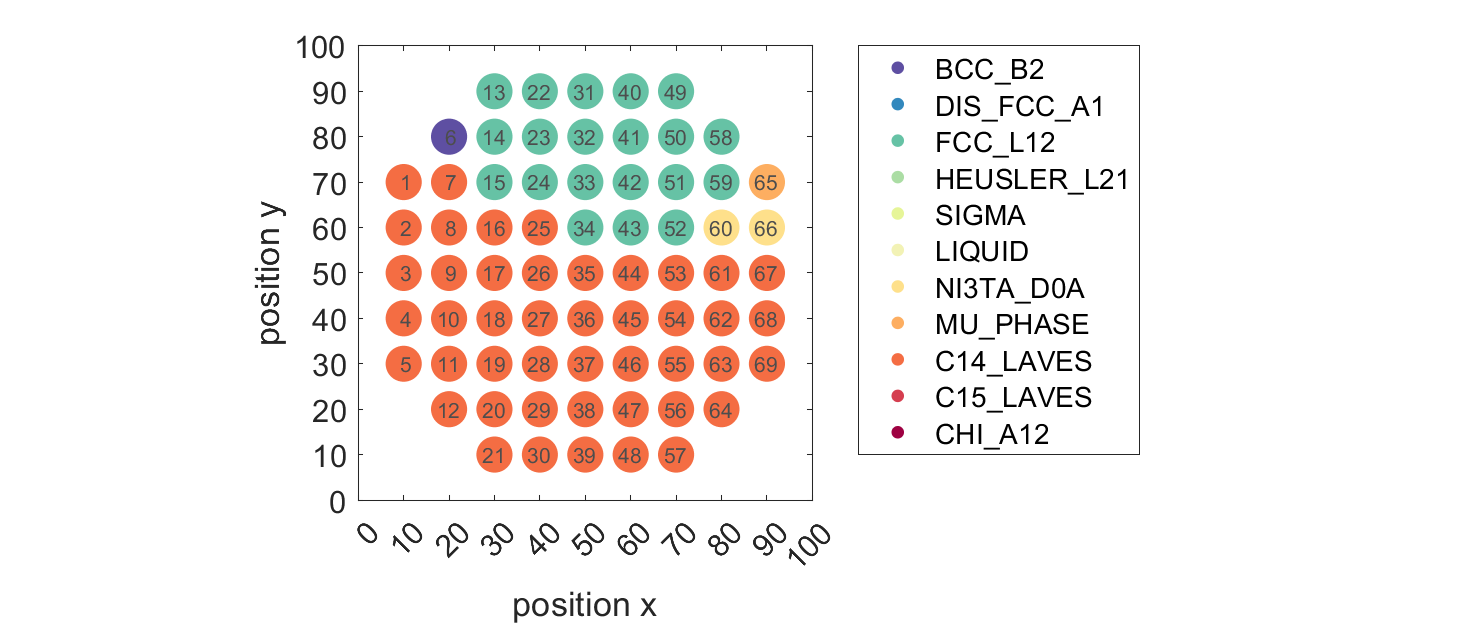 100
90
80
70
60
50
40
30
20
10
0
position y
13 22 31 40 49
6 14 23 32 41 50 58
1 7 15 24 33 42 51 59 65
2 8 16 25 34 43 52 60 66
3 9 17 26 35 44 53 61 67
4 10 18 27 36 45 54 62 68
5 11 19 28 37 46 55 63 69
12 20 29 38 47 56 64
21 30 39 48 57
0 10 20 30 40 50 60 70 80 90 100
position x
BCC_B2
DIS_FCC_A1
FCC_L12
HEUSLER_L21
SIGMA
LIQUID
NI3TA_D0A
MU_PHASE
C14_LAVES
C15_LAVES
CHI_A12